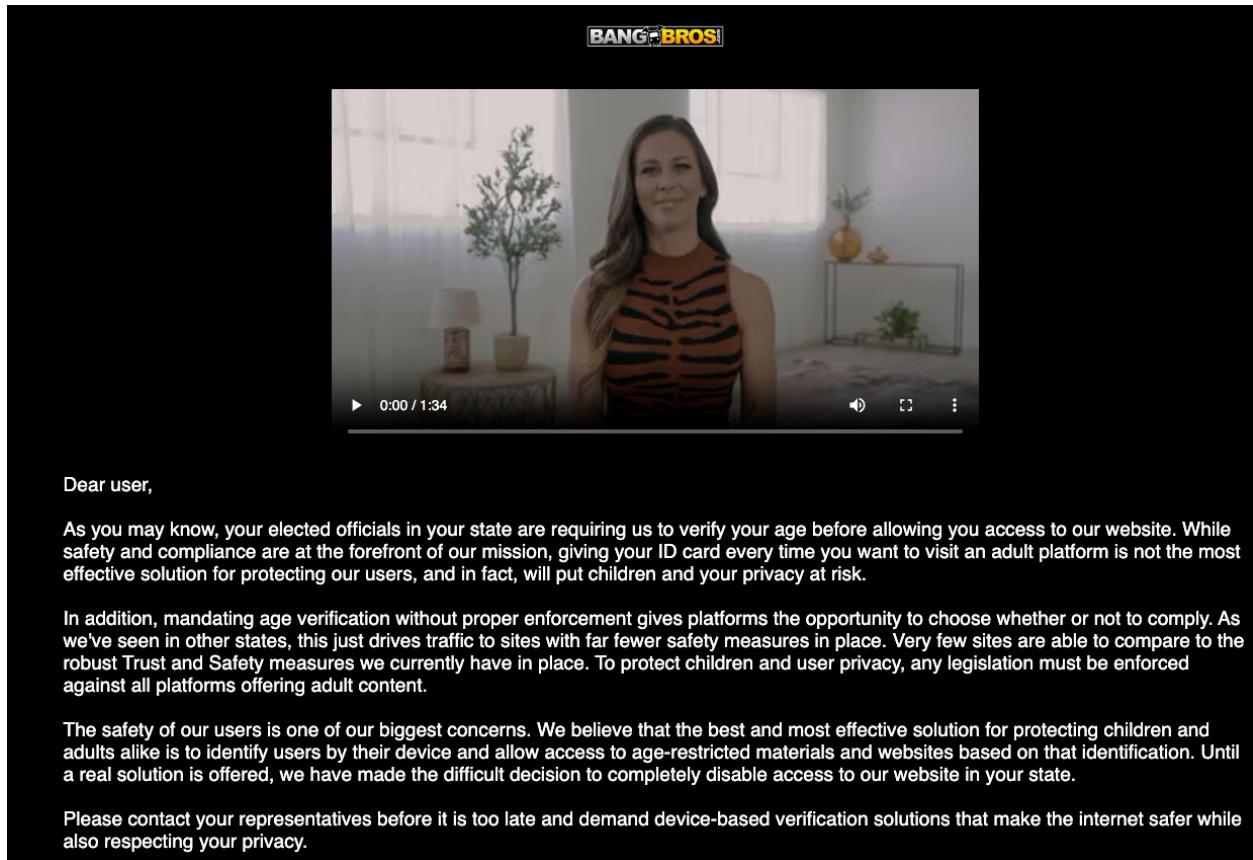 BANG BROS!.com
0:00 / 1:34
Dear user,
As you may know, your elected officials in your state are requiring us to verify your age before allowing you access to our website. While
safety and compliance are at the forefront of our mission, giving your ID card every time you want to visit an adult platform is not the most
effective solution for protecting our users, and in fact, will put children and your privacy at risk.
In addition, mandating age verification without proper enforcement gives platforms the opportunity to choose whether or not to comply. As
we've seen in other states, this just drives traffic to sites with far fewer safety measures in place. Very few sites are able to compare to the
robust Trust and Safety measures we currently have in place. To protect children and user privacy, any legislation must be enforced
against all platforms offering adult content.
The safety of our users is one of our biggest concerns. We believe that the best and most effective solution for protecting children and
adults alike is to identify users by their device and allow access to age-restricted materials and websites based on that identification. Until
a real solution is offered, we have made the difficult decision to completely disable access to our website in your state.
Please contact your representatives before it is too late and demand device-based verification solutions that make the internet safer while
also respecting your privacy.